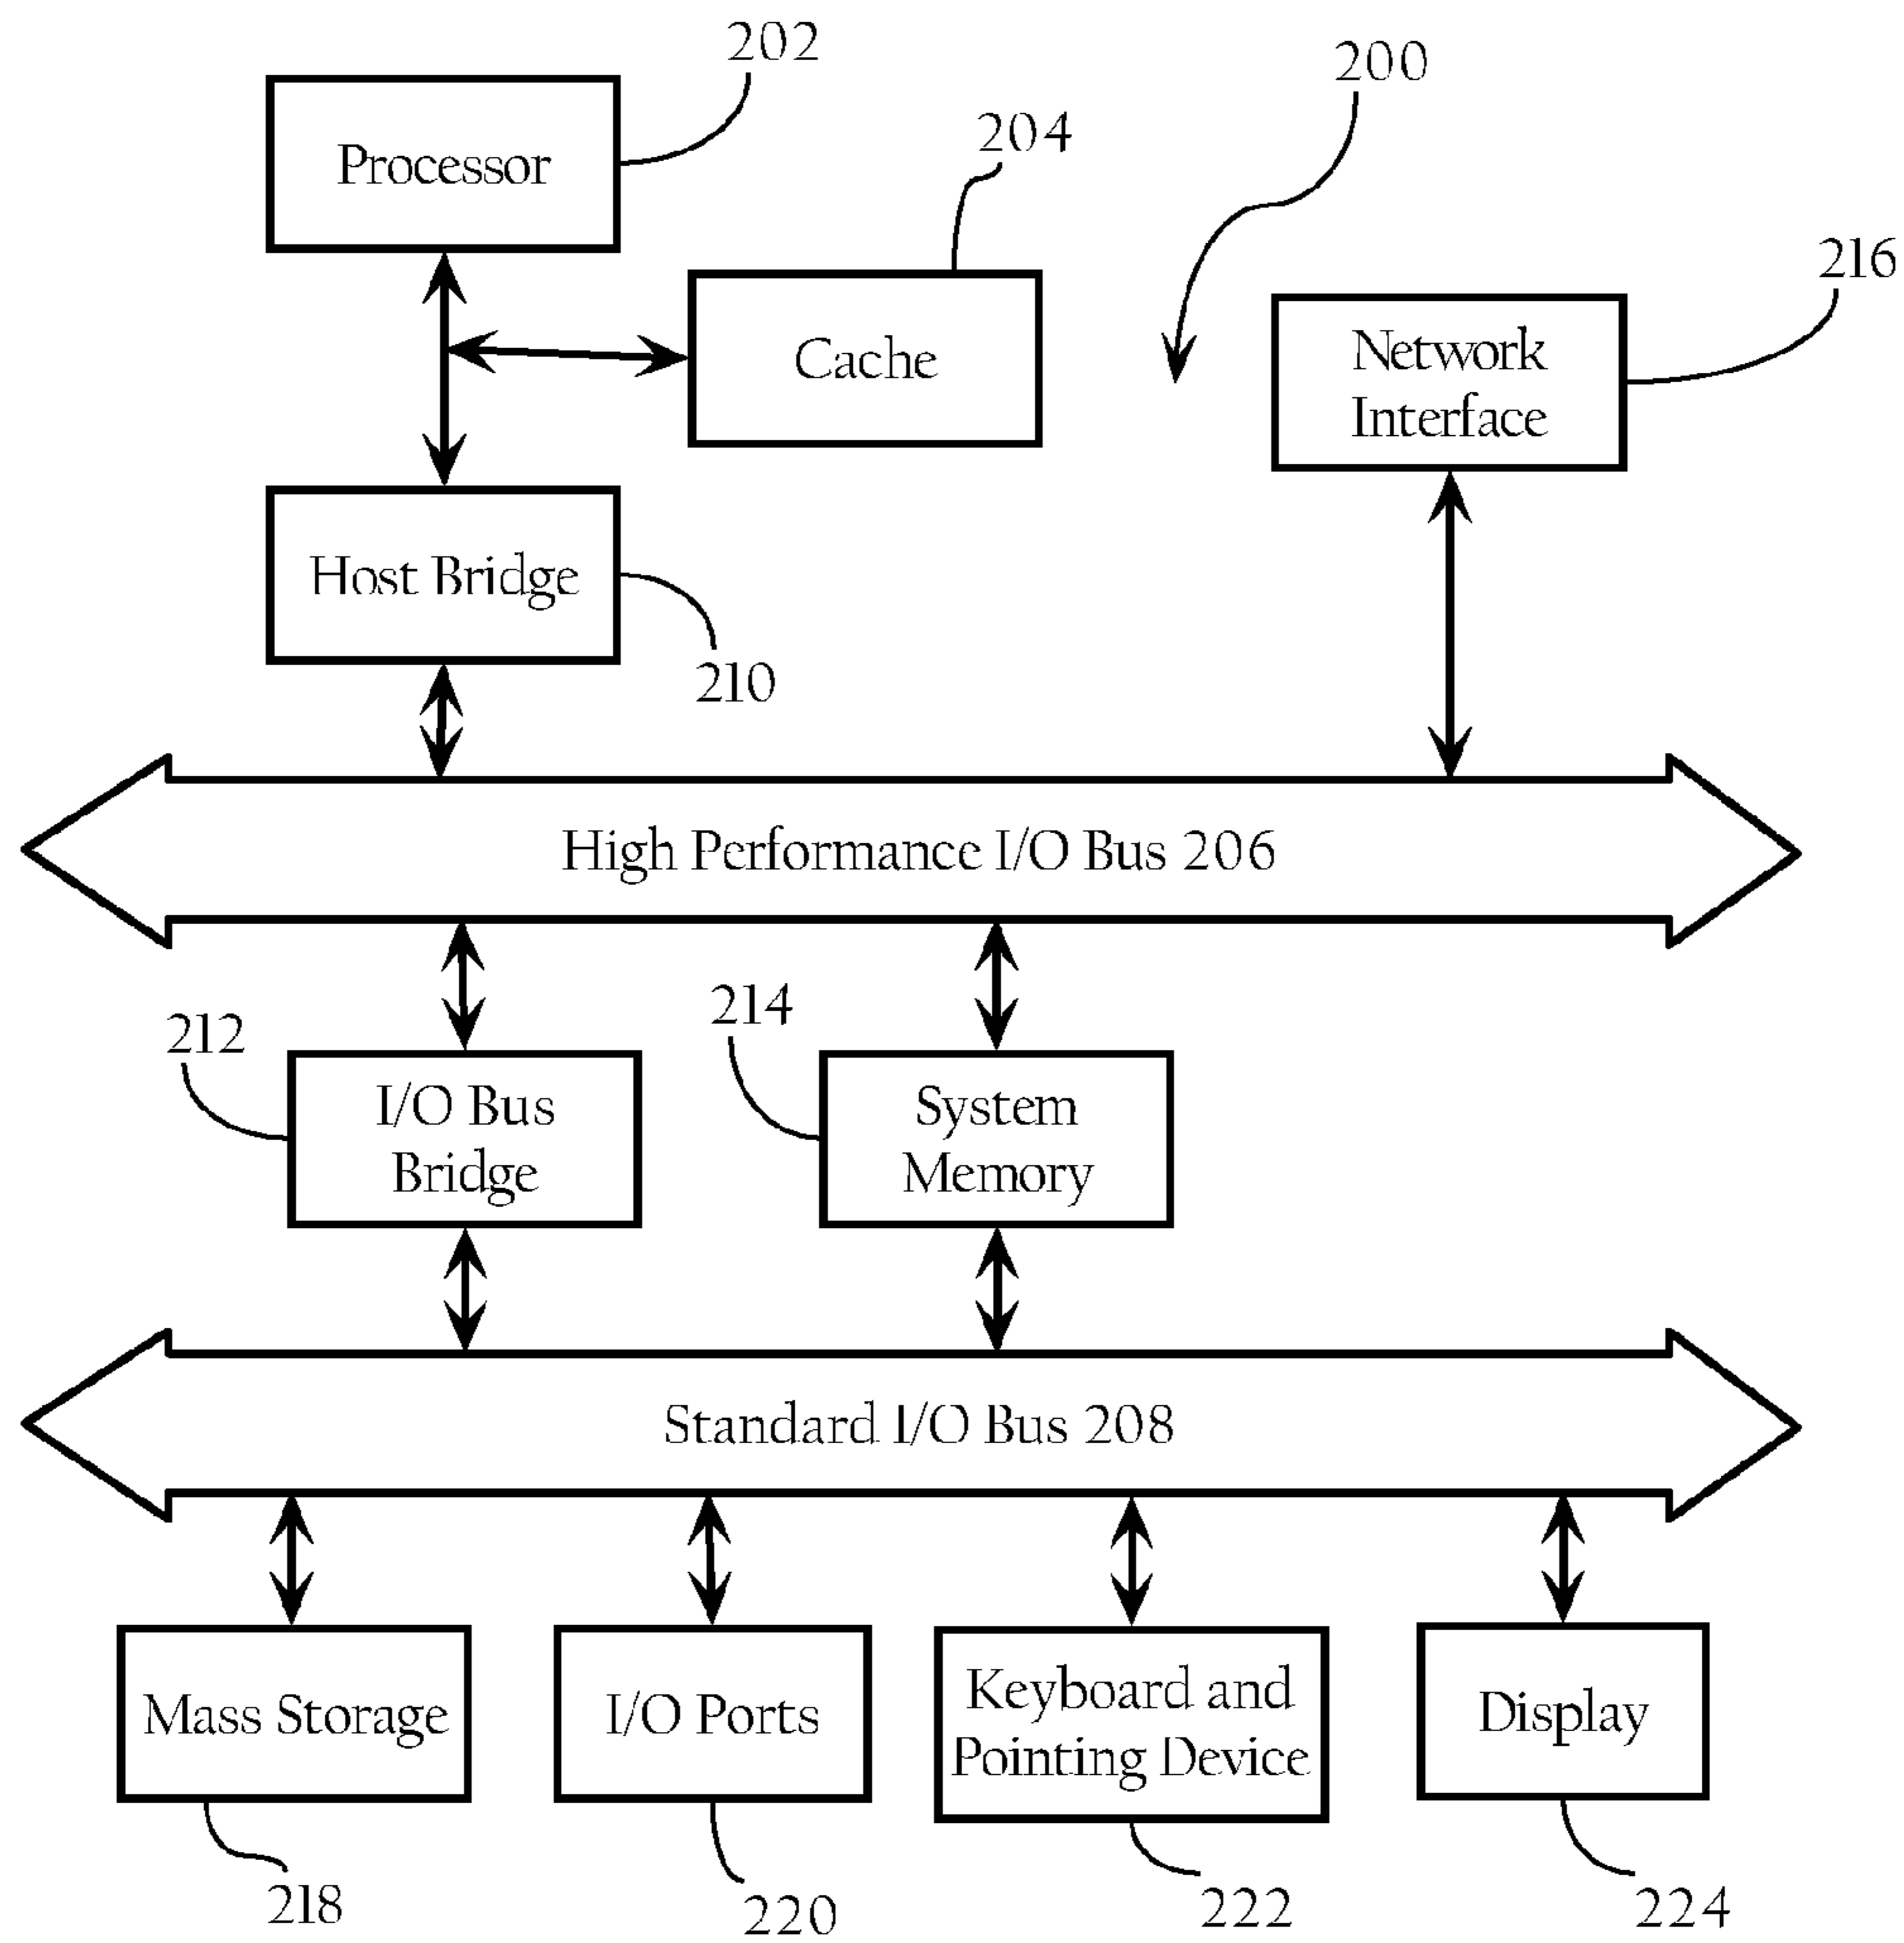 202
200
204
Processor
216
Network
Interface
Cache
Host Bridge
210
High Performance I/O Bus 206
212
214
I/O Bus
Bridge
System
Memory
Standard I/O Bus 208
Mass Storage
I/O Ports
Keyboard and
Pointing Device
Display
218
220
222
224